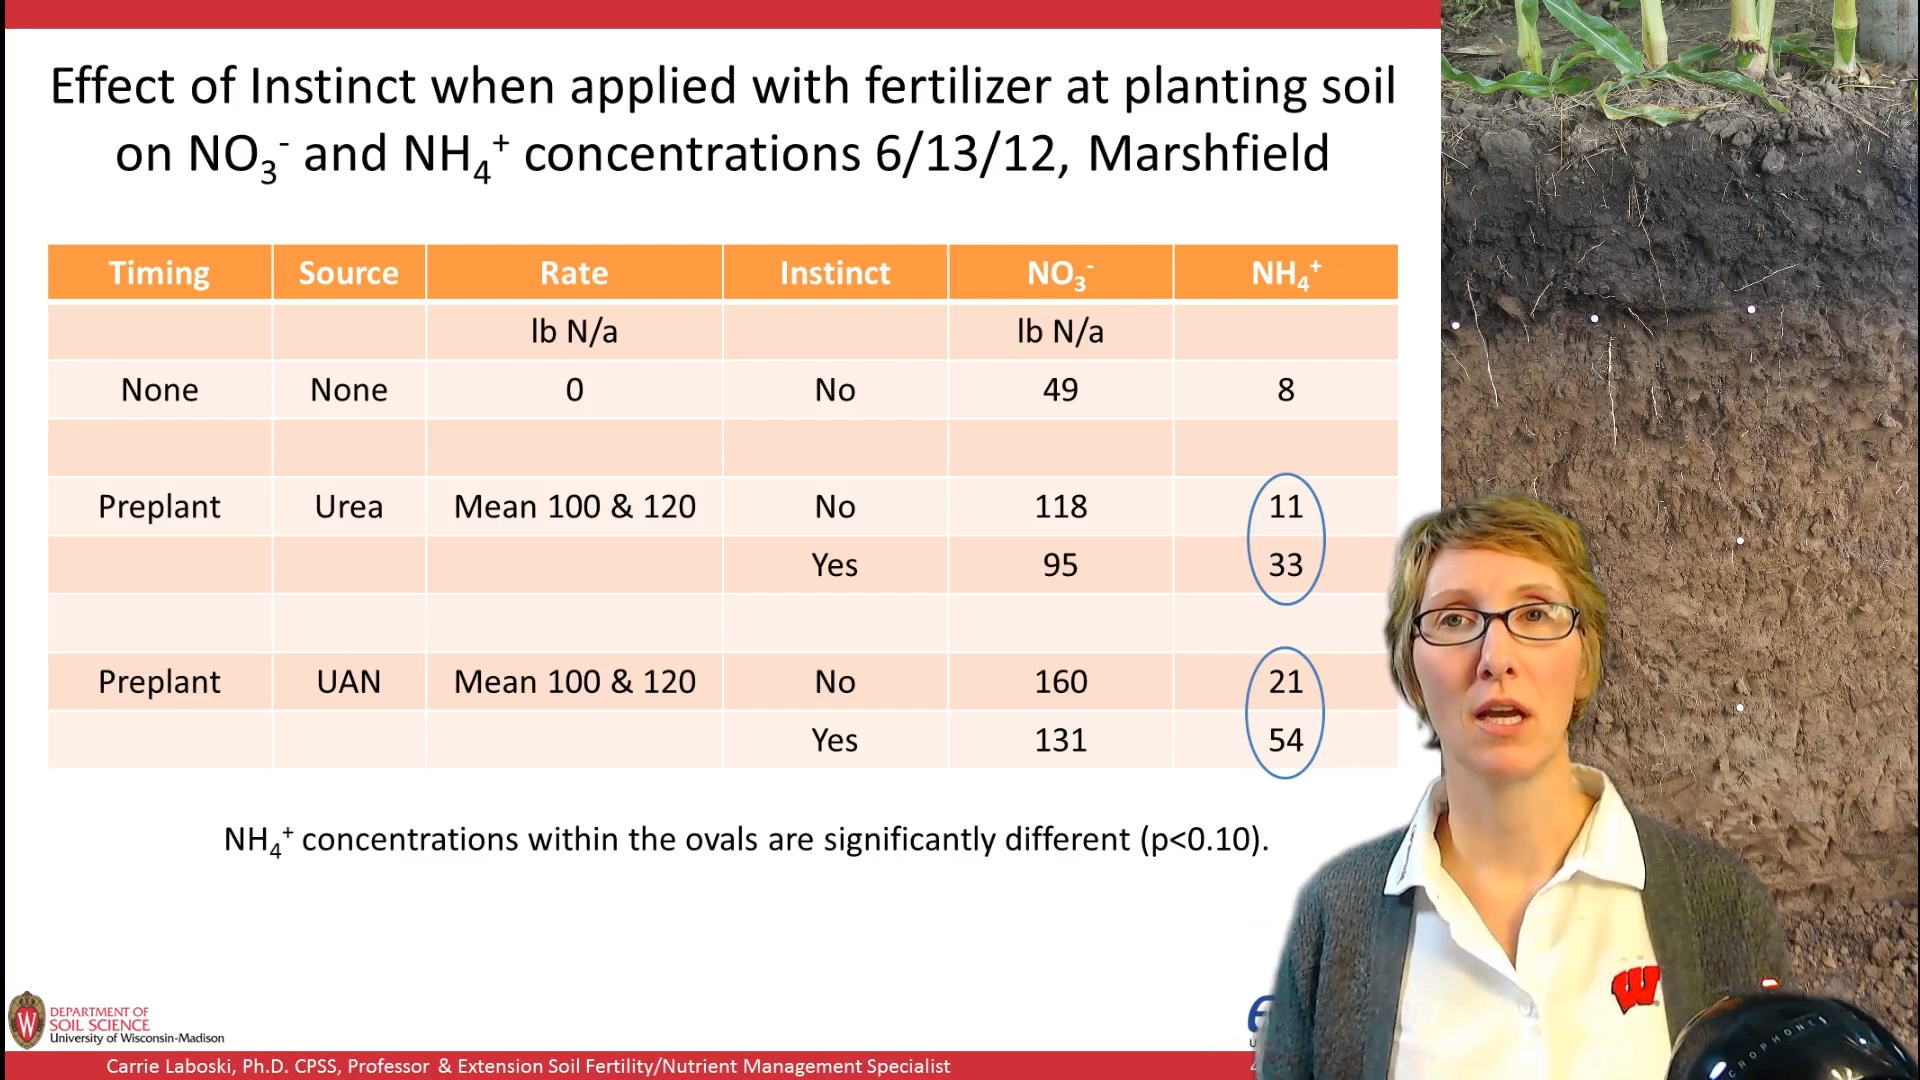 Effect of Instinct when applied with fertilizer at planting soil
on NO₃⁻ and NH₄⁺ concentrations 6/13/12, Marshfield
Timing Source Rate Instinct NO₃⁻ NH₄⁺
lb N/a lb N/a
None None 0 No 49 8
Preplant Urea Mean 100 & 120 No 118 11
Yes 95 33
Preplant UAN Mean 100 & 120 No 160 21
Yes 131 54
NH₄⁺ concentrations within the ovals are significantly different (p<0.10).
W
W
DEPARTMENT OF
SOIL SCIENCE
University of Wisconsin-Madison
Carrie Laboski, Ph.D. CPSS, Professor & Extension Soil Fertility/Nutrient Management Specialist